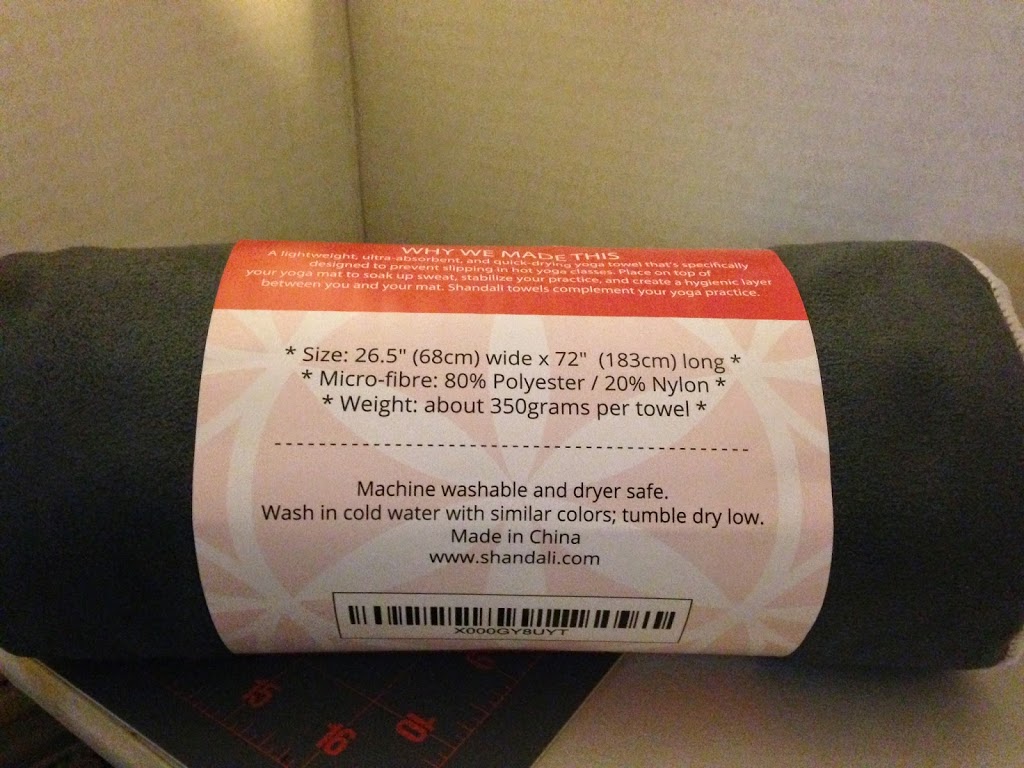 WHY WE MADE THIS
A lightweight, ultra-absorbent, and quick-drying yoga towel that's specifically
designed to prevent slipping in hot yoga classes. Place on top of
your yoga mat to soak up sweat, stabilize your practice, and create a hygienic layer
between you and your mat. Shandali towels complement your yoga practice.
* Size: 26.5" (68cm) wide x 72" (183cm) long *
* Micro-fibre: 80% Polyester / 20% Nylon *
* Weight: about 350grams per towel *
Machine washable and dryer safe.
Wash in cold water with similar colors; tumble dry low.
Made in China
www.shandali.com
X000GY8UYT
15
16
10